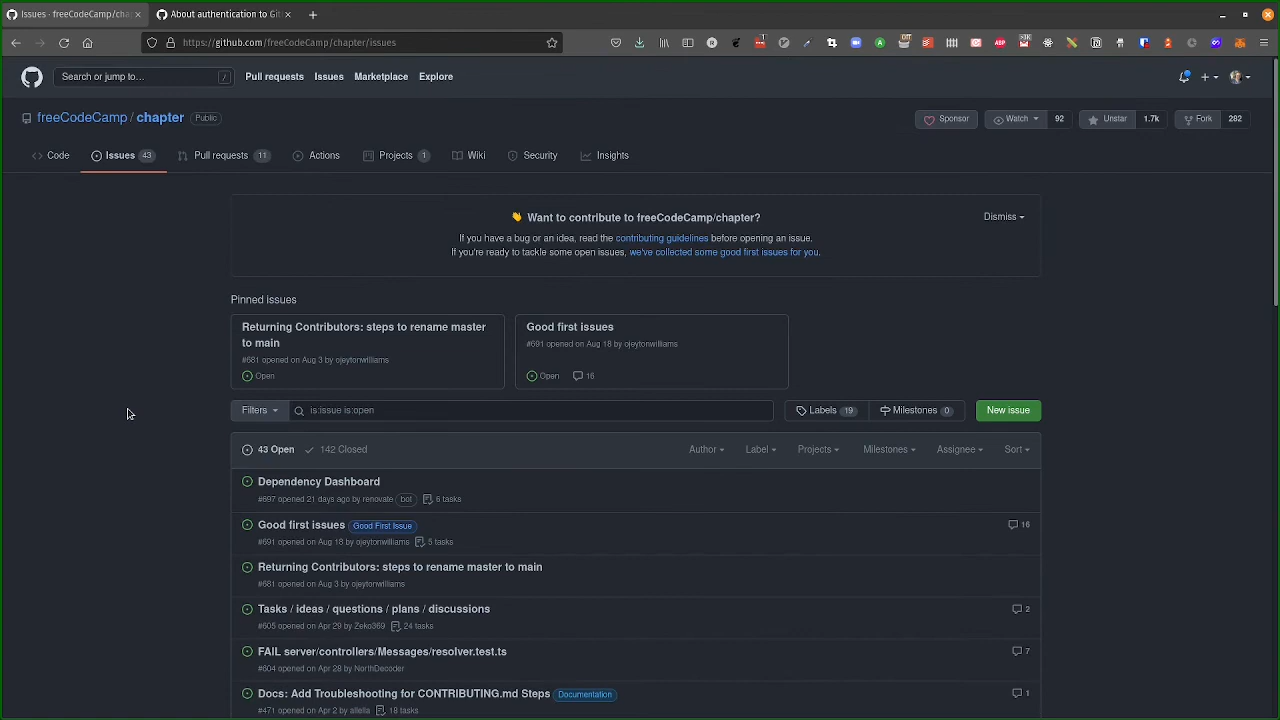 Issues · freeCodeCamp/cha
About authentication to Git
https://github.com/freeCodeCamp/chapter/issues
Search or jump to…
/
Pull requests
Issues
Marketplace
Explore
freeCodeCamp / chapter
Public
Sponsor
Watch
92
Unstar
1.7k
Fork
282
Code
Issues 43
Pull requests 11
Actions
Projects 1
Wiki
Security
Insights
Want to contribute to freeCodeCamp/chapter?
Dismiss
If you have a bug or an idea, read the contributing guidelines before opening an issue.
If you're ready to tackle some open issues, we've collected some good first issues for you.
Pinned issues
Returning Contributors: steps to rename master
to main
#681 opened on Aug 3 by ojeytonwilliams
Open
Good first issues
#691 opened on Aug 18 by ojeytonwilliams
Open
16
Filters
is:issue is:open
Labels 19
Milestones 0
New issue
43 Open
142 Closed
Author
Label
Projects
Milestones
Assignee
Sort
Dependency Dashboard
#697 opened 21 days ago by renovate bot 6 tasks
Good first issues Good First Issue
16
#691 opened on Aug 18 by ojeytonwilliams 5 tasks
Returning Contributors: steps to rename master to main
#681 opened on Aug 3 by ojeytonwilliams
Tasks / ideas / questions / plans / discussions
2
#605 opened on Apr 29 by Zeko369 24 tasks
FAIL server/controllers/Messages/resolver.test.ts
7
#604 opened on Apr 28 by NorthDecoder
Docs: Add Troubleshooting for CONTRIBUTING.md Steps Documentation
1
#471 opened on Apr 2 by allella 18 tasks